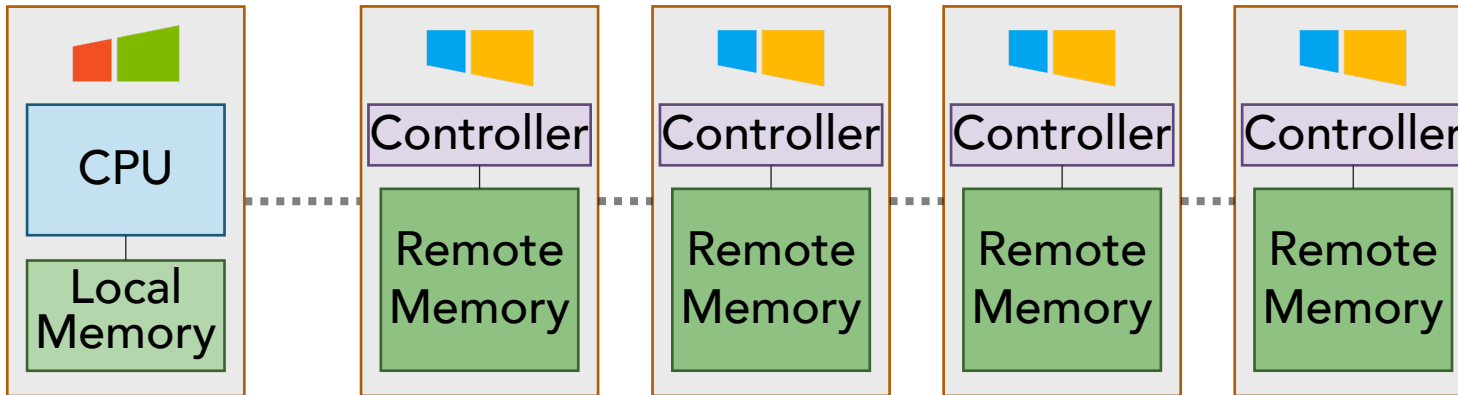 CPU
Local
Memory
Controller
Remote
Memory
Controller
Remote
Memory
Controller
Remote
Memory
Controller
Remote
Memory